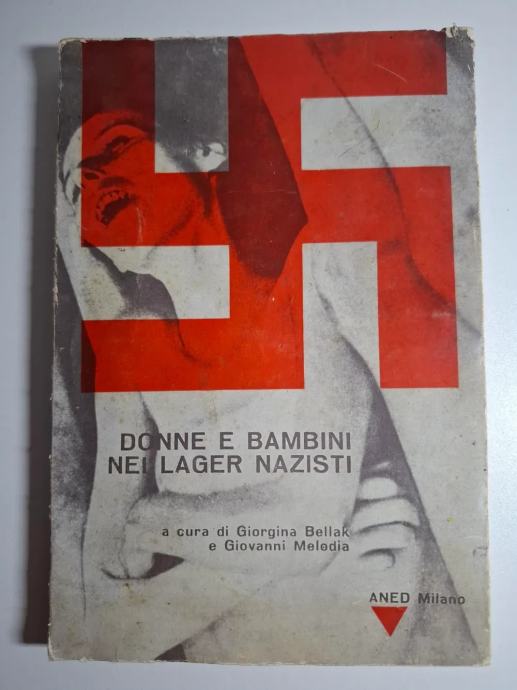 DONNE E BAMBINI
NEI LAGER NAZISTI
a cura di Giorgina Bellak
e Giovanni Melodia
ANED Milano